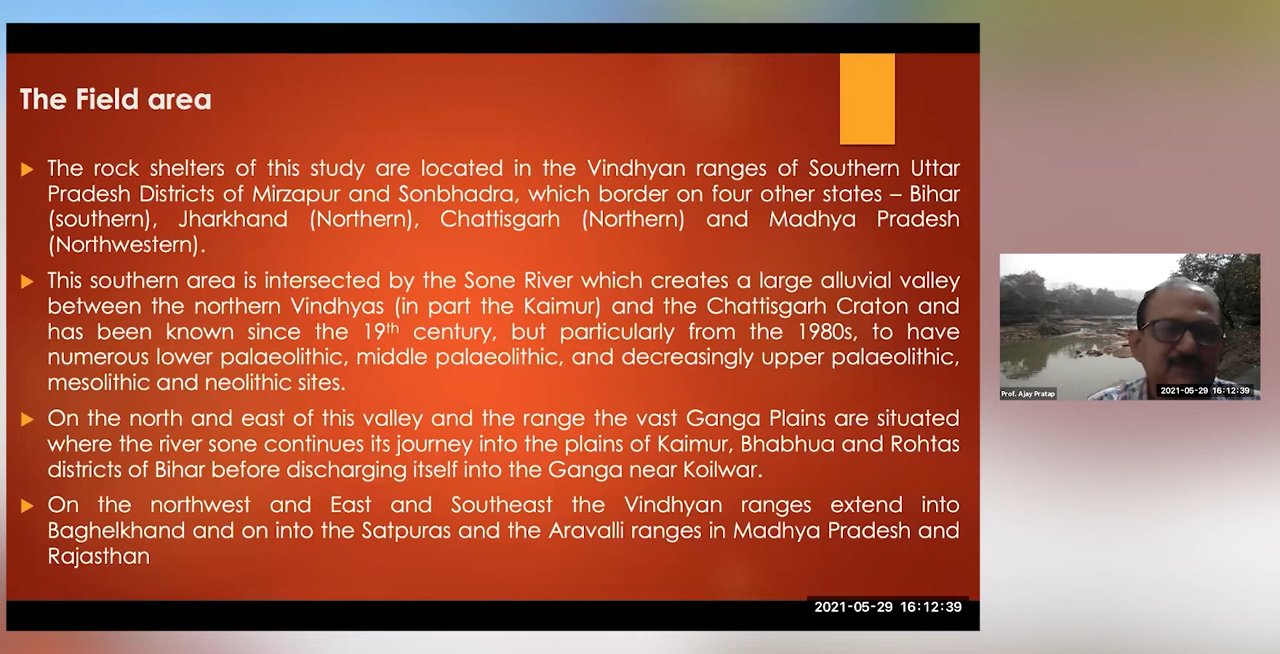 The Field area
The rock shelters of this study are located in the Vindhyan ranges of Southern Uttar
Pradesh Districts of Mirzapur and Sonbhadra, which border on four other states – Bihar
(southern), Jharkhand (Northern), Chattisgarh (Northern) and Madhya Pradesh
(Northwestern).
This southern area is intersected by the Sone River which creates a large alluvial valley
between the northern Vindhyas (in part the Kaimur) and the Chattisgarh Craton and
has been known since the 19th century, but particularly from the 1980s, to have
numerous lower palaeolithic, middle palaeolithic, and decreasingly upper palaeolithic,
mesolithic and neolithic sites.
On the north and east of this valley and the range the vast Ganga Plains are situated
where the river sone continues its journey into the plains of Kaimur, Bhabhua and Rohtas
districts of Bihar before discharging itself into the Ganga near Koilwar.
On the northwest and East and Southeast the Vindhyan ranges extend into
Baghelkhand and on into the Satpuras and the Aravalli ranges in Madhya Pradesh and
Rajasthan
2021-05-29 16:12:39
Prof. Ajay Pratap
2021-05-29 16:12:39